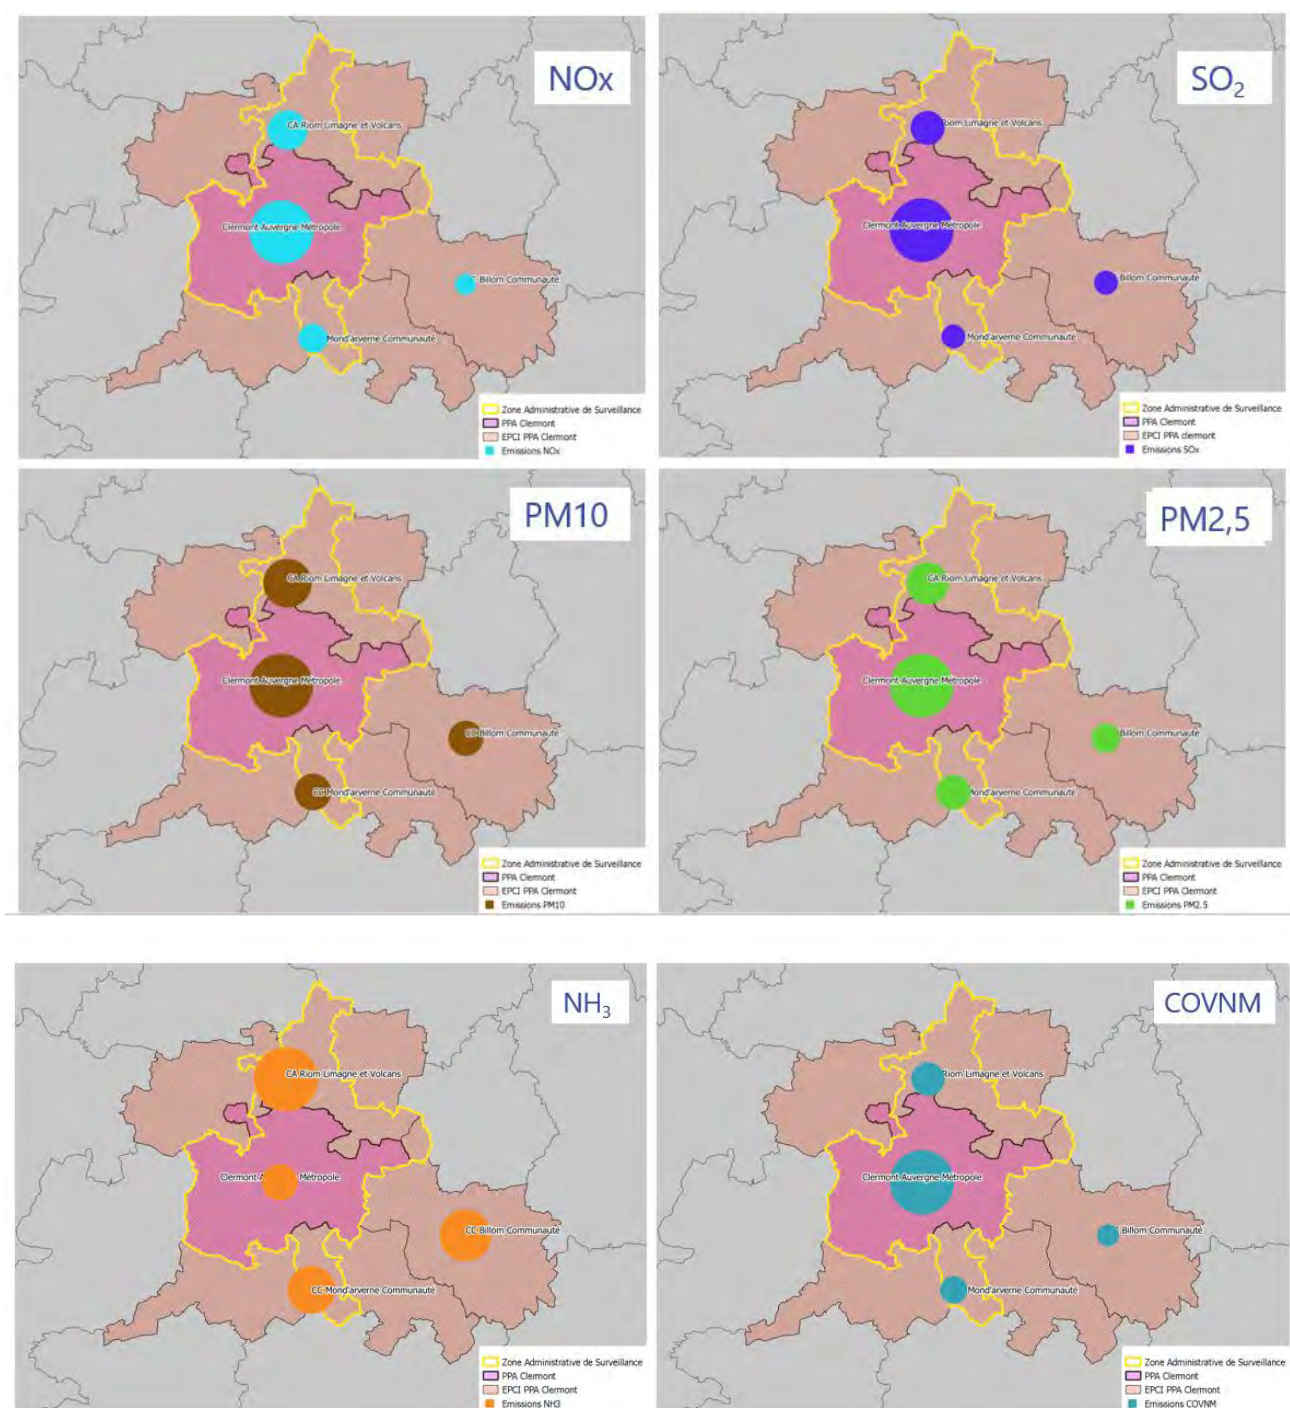 NOx
CA Riom Limagne et Volcans
Clermont Auvergne Métropole
C Billom Communauté
Mond'arverne Communauté
Zone Administrative de Surveillance
PPA Clermont
EPCI PPA Clermont
Emissions NOx
SO₂
Riom Limagne et Volcans
Clermont Auvergne Métropole
Billom Communauté
Mond'arverne Communauté
Zone Administrative de Surveillance
PPA Clermont
EPCI PPA clermont
Emissions SOx
PM10
CA Riom Limagne et Volcans
Clermont Auvergne Métropole
CC Billom Communauté
CC Mond'arverne Communauté
Zone Administrative de Surveillance
PPA Clermont
EPCI PPA Clermont
Emissions PM10
PM2,5
CA Riom Limagne et Volcans
Clermont Auvergne Métropole
Billom Communauté
Mond'arverne Communauté
Zone Administrative de Surveillance
PPA Clermont
EPCI PPA Clermont
Emissions PM2.5
NH₃
CA Riom Limagne et Volcans
Clermont A Métropole
CC Billom Communauté
CC Mond'arverne Communauté
Zone Administrative de Surveillance
PPA Clermont
EPCI PPA Clermont
Emissions NH3
COVNM
Riom Limagne et Volcans
Clermont Auvergne Métropole
Billom Communauté
Mond'arverne Communauté
Zone Administrative de Surveillance
PPA Clermont
EPCI PPA Clermont
Emissions COVNM